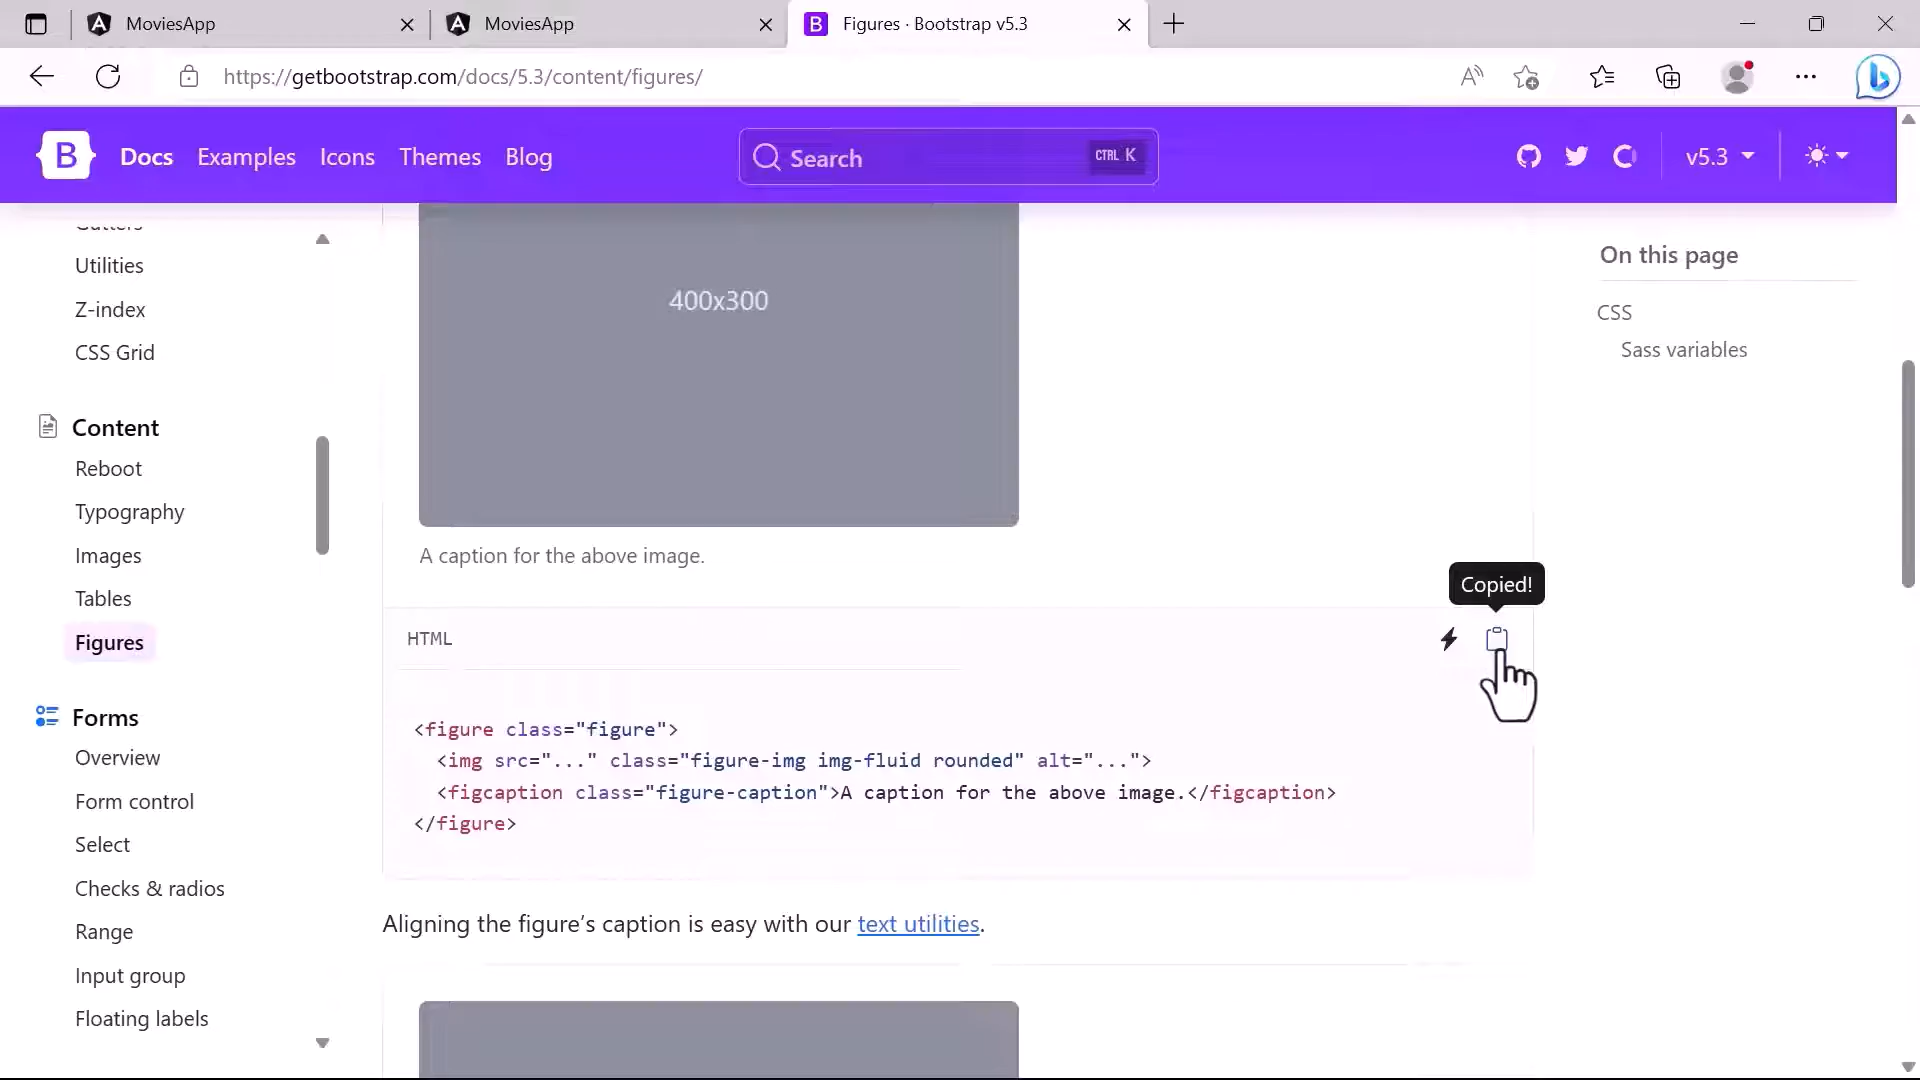 MoviesApp
MoviesApp
Figures · Bootstrap v5.3
https://getbootstrap.com/docs/5.3/content/figures/
B
Docs
Examples
Icons
Themes
Blog
Search
CTRL K
v5.3
Gutters
Utilities
Z-index
CSS Grid
Content
Reboot
Typography
Images
Tables
Figures
Forms
Overview
Form control
Select
Checks & radios
Range
Input group
Floating labels
400x300
A caption for the above image.
Copied!
HTML
<figure class="figure">
  <img src="..." class="figure-img img-fluid rounded" alt="...">
  <figcaption class="figure-caption">A caption for the above image.</figcaption>
</figure>
Aligning the figure’s caption is easy with our text utilities.
On this page
CSS
Sass variables